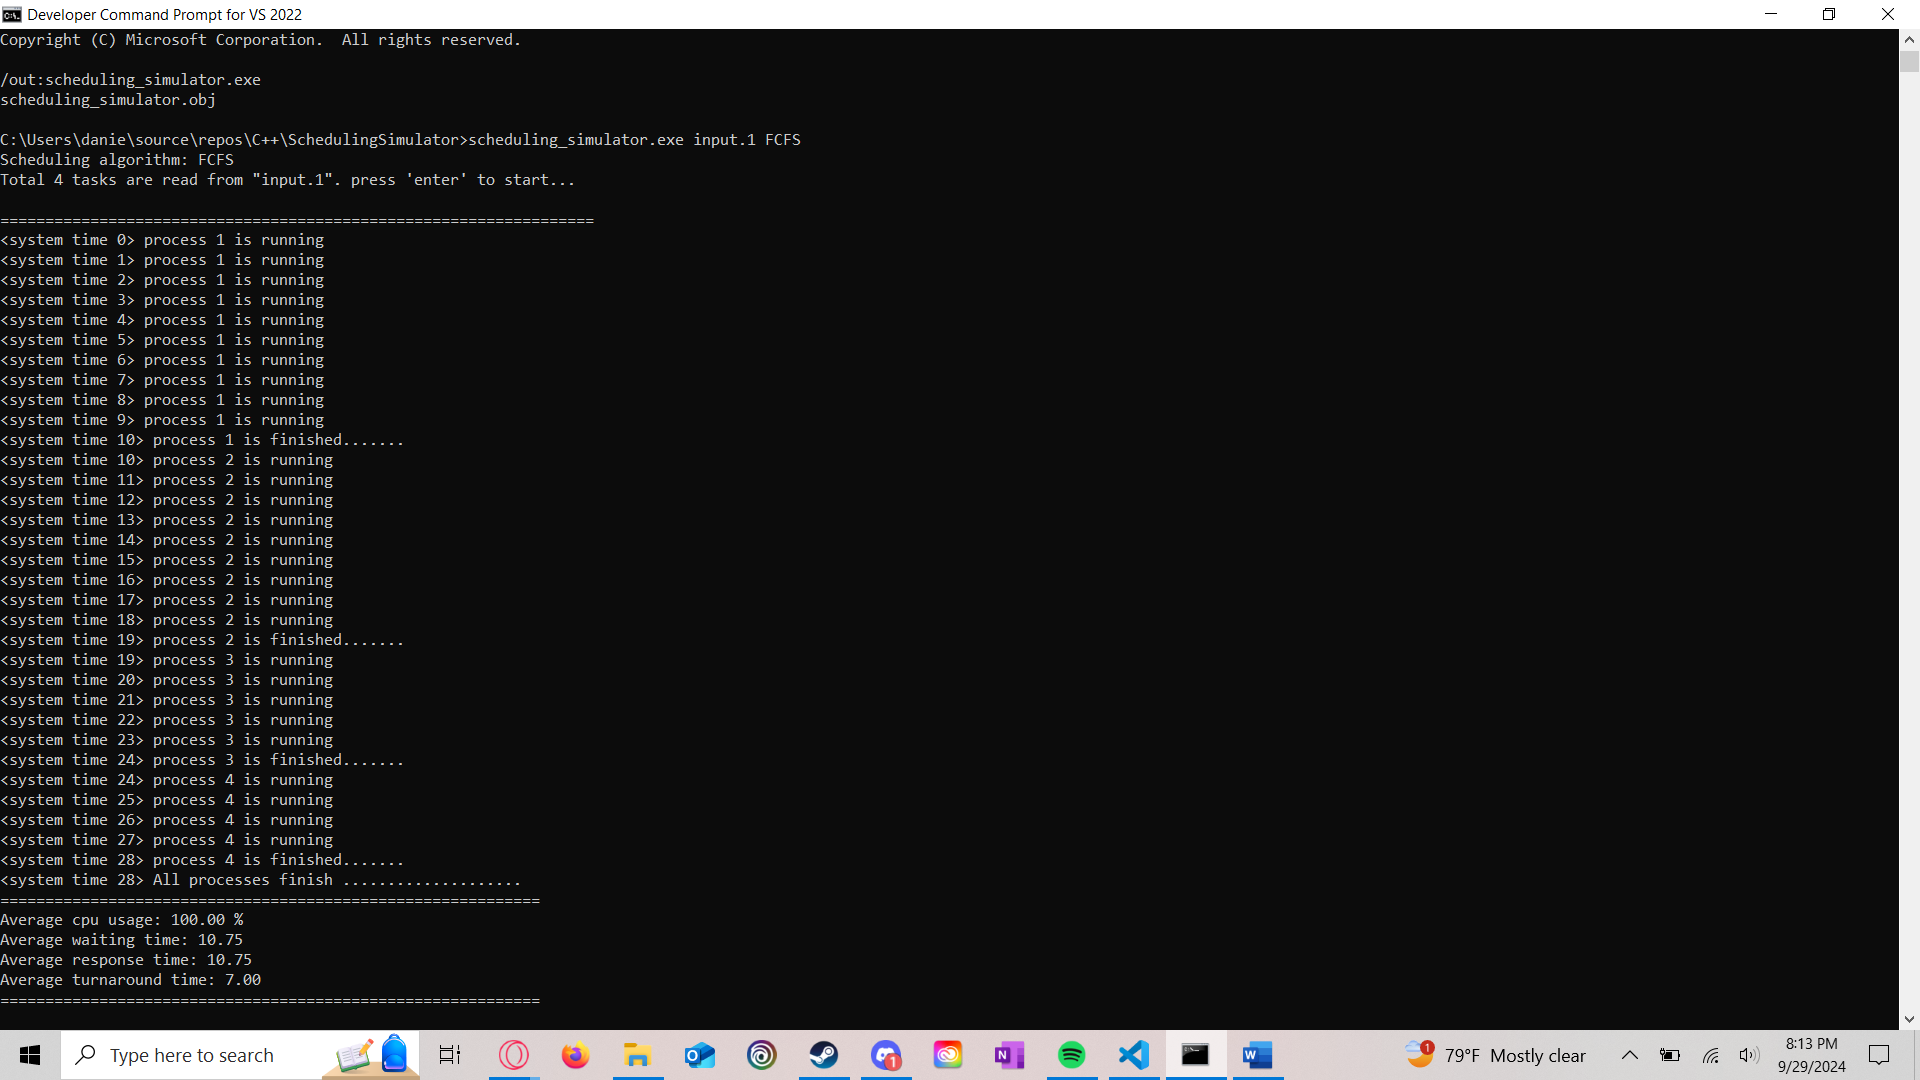 Developer Command Prompt for VS 2022
Copyright (C) Microsoft Corporation.  All rights reserved.
/out:scheduling_simulator.exe
scheduling_simulator.obj
C:\Users\danie\source\repos\C++\SchedulingSimulator>scheduling_simulator.exe input.1 FCFS
Scheduling algorithm: FCFS
Total 4 tasks are read from "input.1". press 'enter' to start...
==================================================================
<system time 0> process 1 is running
<system time 1> process 1 is running
<system time 2> process 1 is running
<system time 3> process 1 is running
<system time 4> process 1 is running
<system time 5> process 1 is running
<system time 6> process 1 is running
<system time 7> process 1 is running
<system time 8> process 1 is running
<system time 9> process 1 is running
<system time 10> process 1 is finished.......
<system time 10> process 2 is running
<system time 11> process 2 is running
<system time 12> process 2 is running
<system time 13> process 2 is running
<system time 14> process 2 is running
<system time 15> process 2 is running
<system time 16> process 2 is running
<system time 17> process 2 is running
<system time 18> process 2 is running
<system time 19> process 2 is finished.......
<system time 19> process 3 is running
<system time 20> process 3 is running
<system time 21> process 3 is running
<system time 22> process 3 is running
<system time 23> process 3 is running
<system time 24> process 3 is finished.......
<system time 24> process 4 is running
<system time 25> process 4 is running
<system time 26> process 4 is running
<system time 27> process 4 is running
<system time 28> process 4 is finished.......
<system time 28> All processes finish ....................
============================================================
Average cpu usage: 100.00 %
Average waiting time: 10.75
Average response time: 10.75
Average turnaround time: 7.00
============================================================
Type here to search
79°F  Mostly clear
8:13 PM
9/29/2024